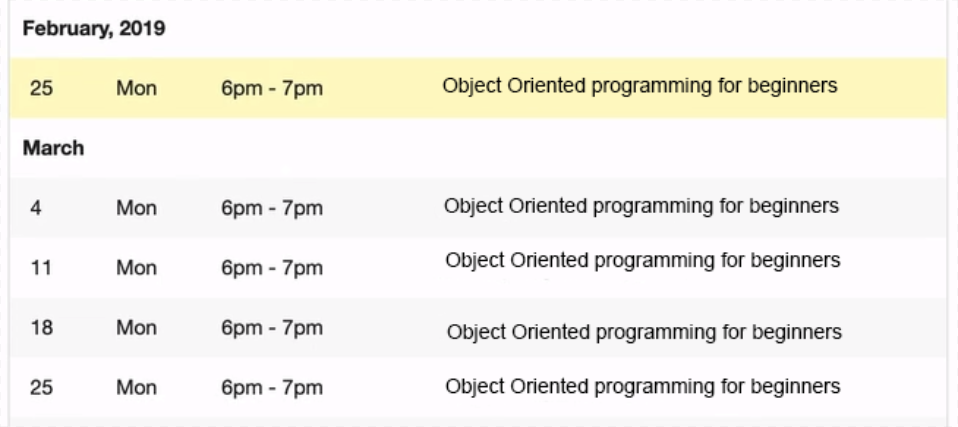 February, 2019
25 Mon 6pm - 7pm Object Oriented programming for beginners
March
4 Mon 6pm - 7pm Object Oriented programming for beginners
11 Mon 6pm - 7pm Object Oriented programming for beginners
18 Mon 6pm - 7pm Object Oriented programming for beginners
25 Mon 6pm - 7pm Object Oriented programming for beginners